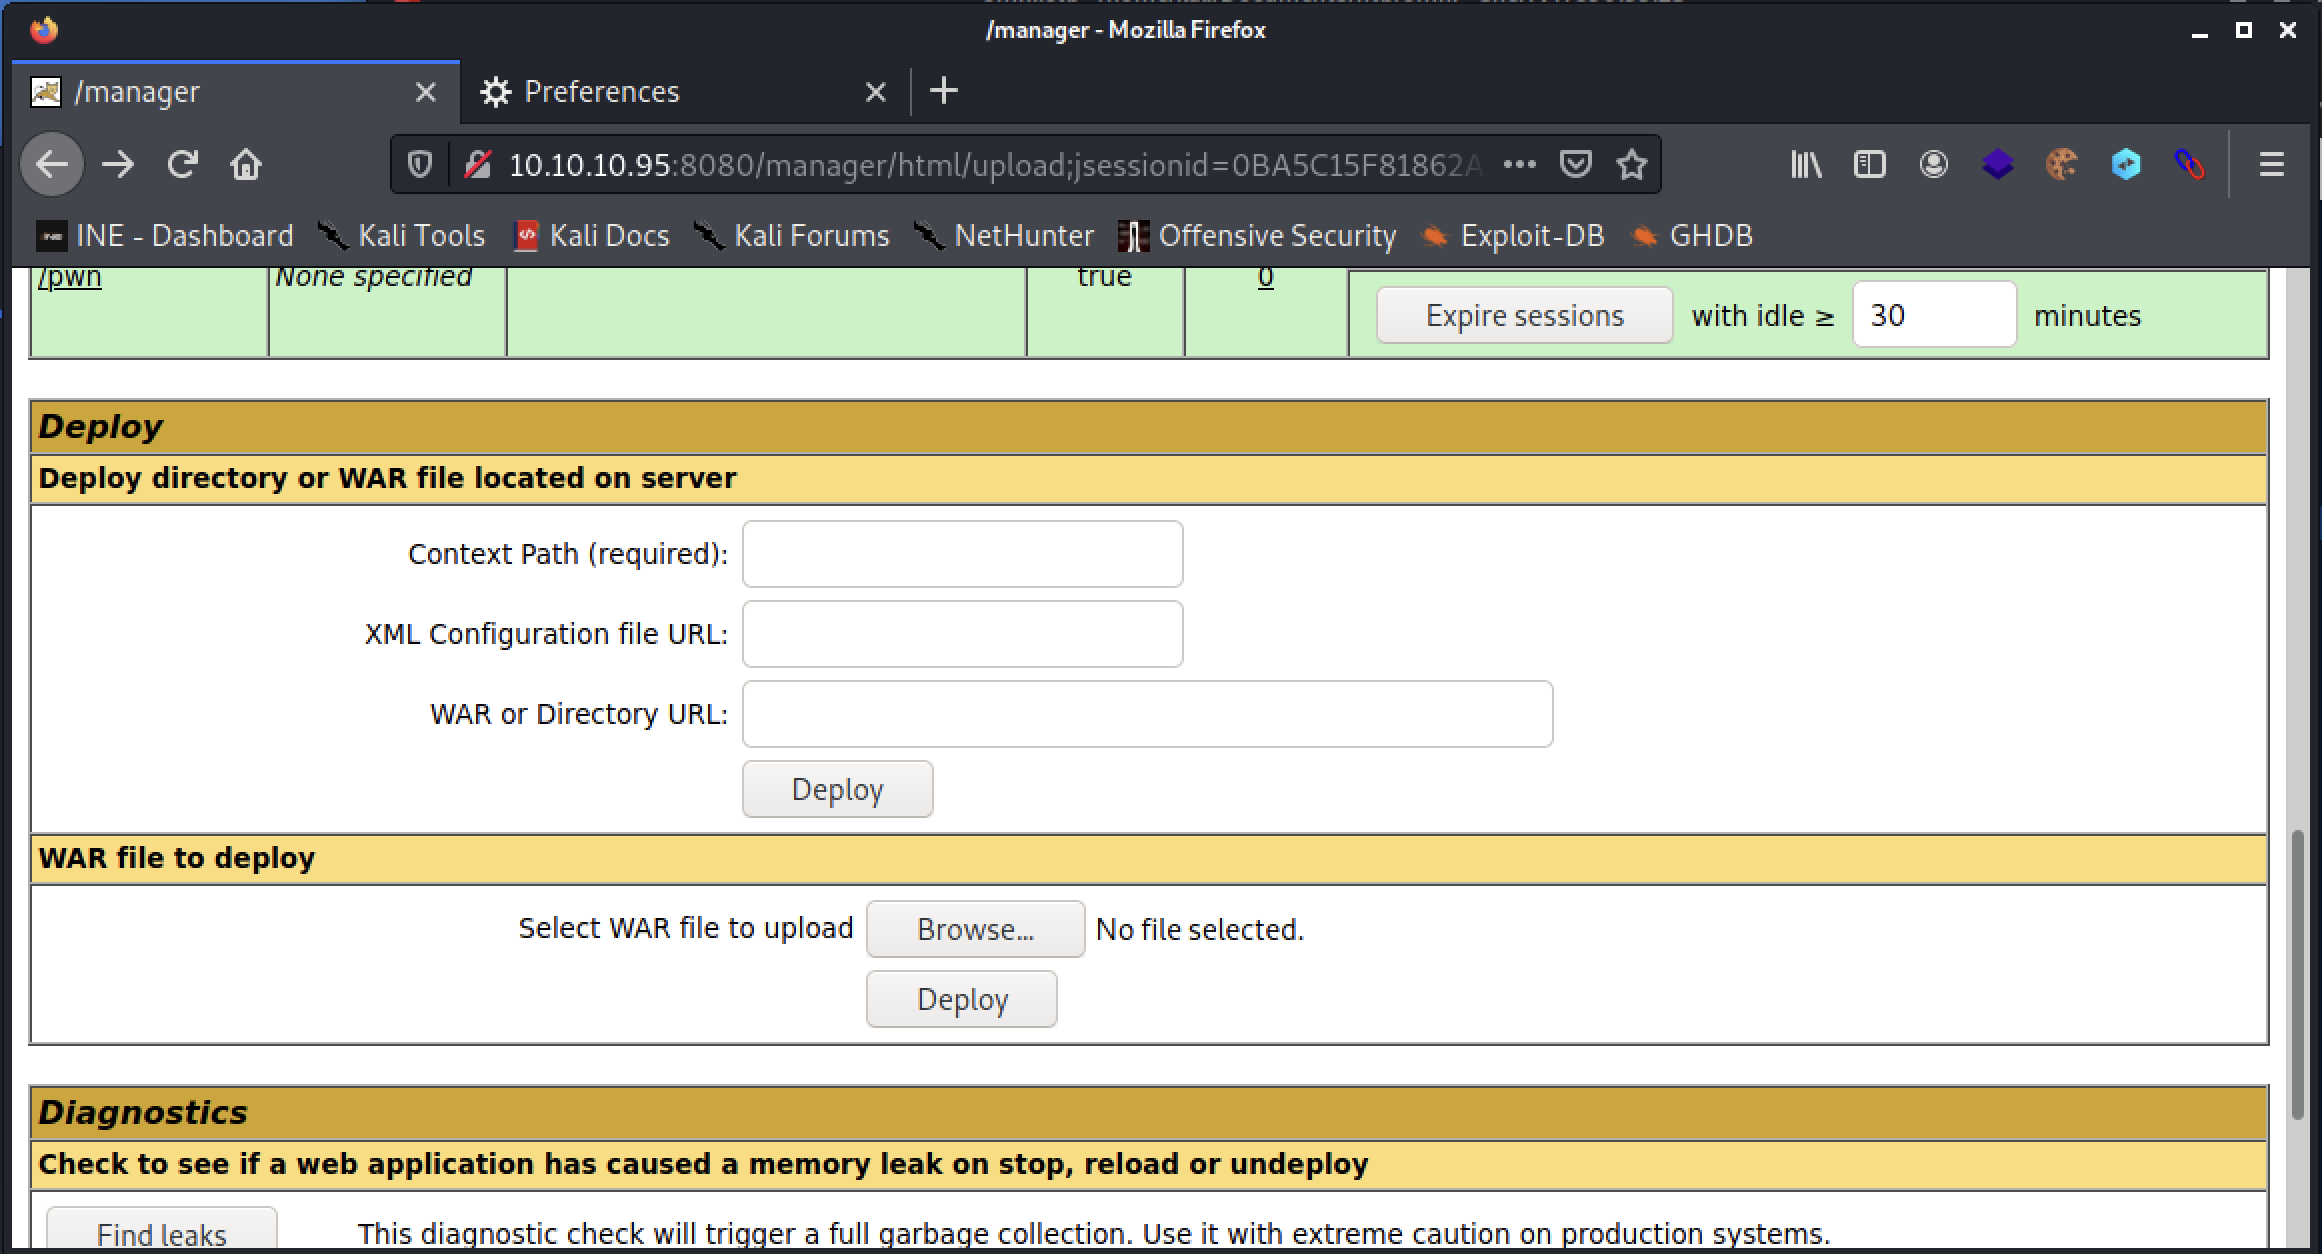 /manager - Mozilla Firefox
/manager
Preferences
10.10.10.95:8080/manager/html/upload;jsessionid=0BA5C15F81862A
INE - Dashboard Kali Tools Kali Docs Kali Forums NetHunter Offensive Security Exploit-DB GHDB
/pwn None specified true 0
Expire sessions with idle ≥ 30 minutes
Deploy
Deploy directory or WAR file located on server
Context Path (required):
XML Configuration file URL:
WAR or Directory URL:
Deploy
WAR file to deploy
Select WAR file to upload Browse... No file selected.
Deploy
Diagnostics
Check to see if a web application has caused a memory leak on stop, reload or undeploy
Find leaks This diagnostic check will trigger a full garbage collection. Use it with extreme caution on production systems.